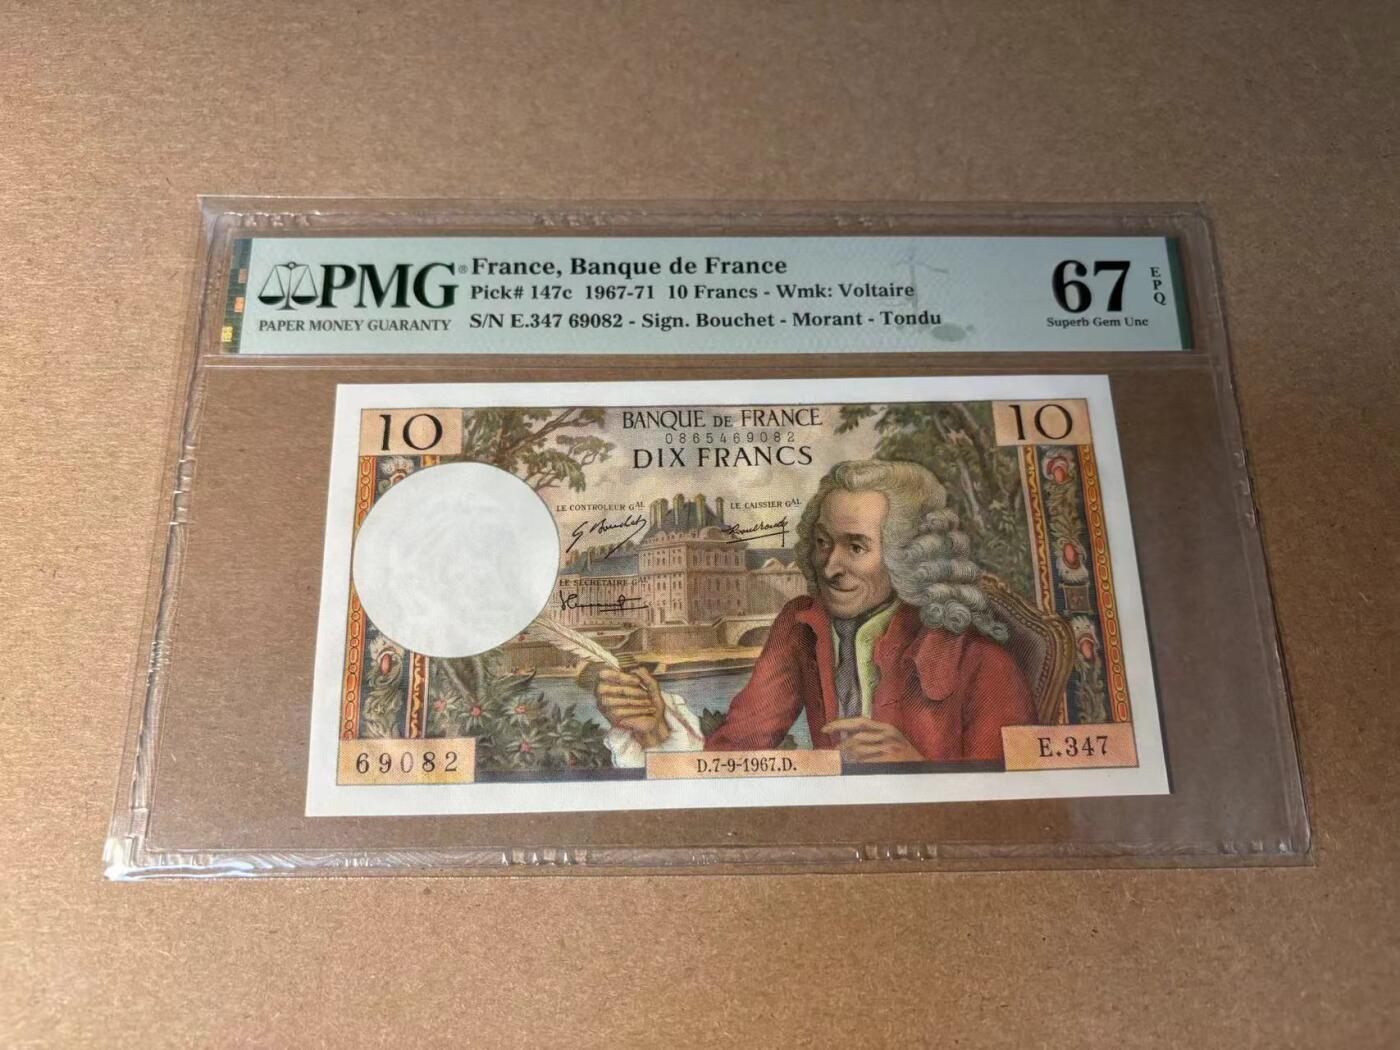 PMG®
PAPER MONEY GUARANTY
France, Banque de France
Pick# 147c 1967-71 10 Francs - Wmk: Voltaire
S/N E.347 69082 - Sign. Bouchet - Morant - Tondu
67 EPQ
Superb Gem Unc
10
BANQUE DE FRANCE
10
0865469082
DIX FRANCS
LE CONTROLEUR GAL
LE CAISSIER GAL
G Bouchet
LE SECRETAIRE GAL
69082
D.7-9-1967.D.
E.347